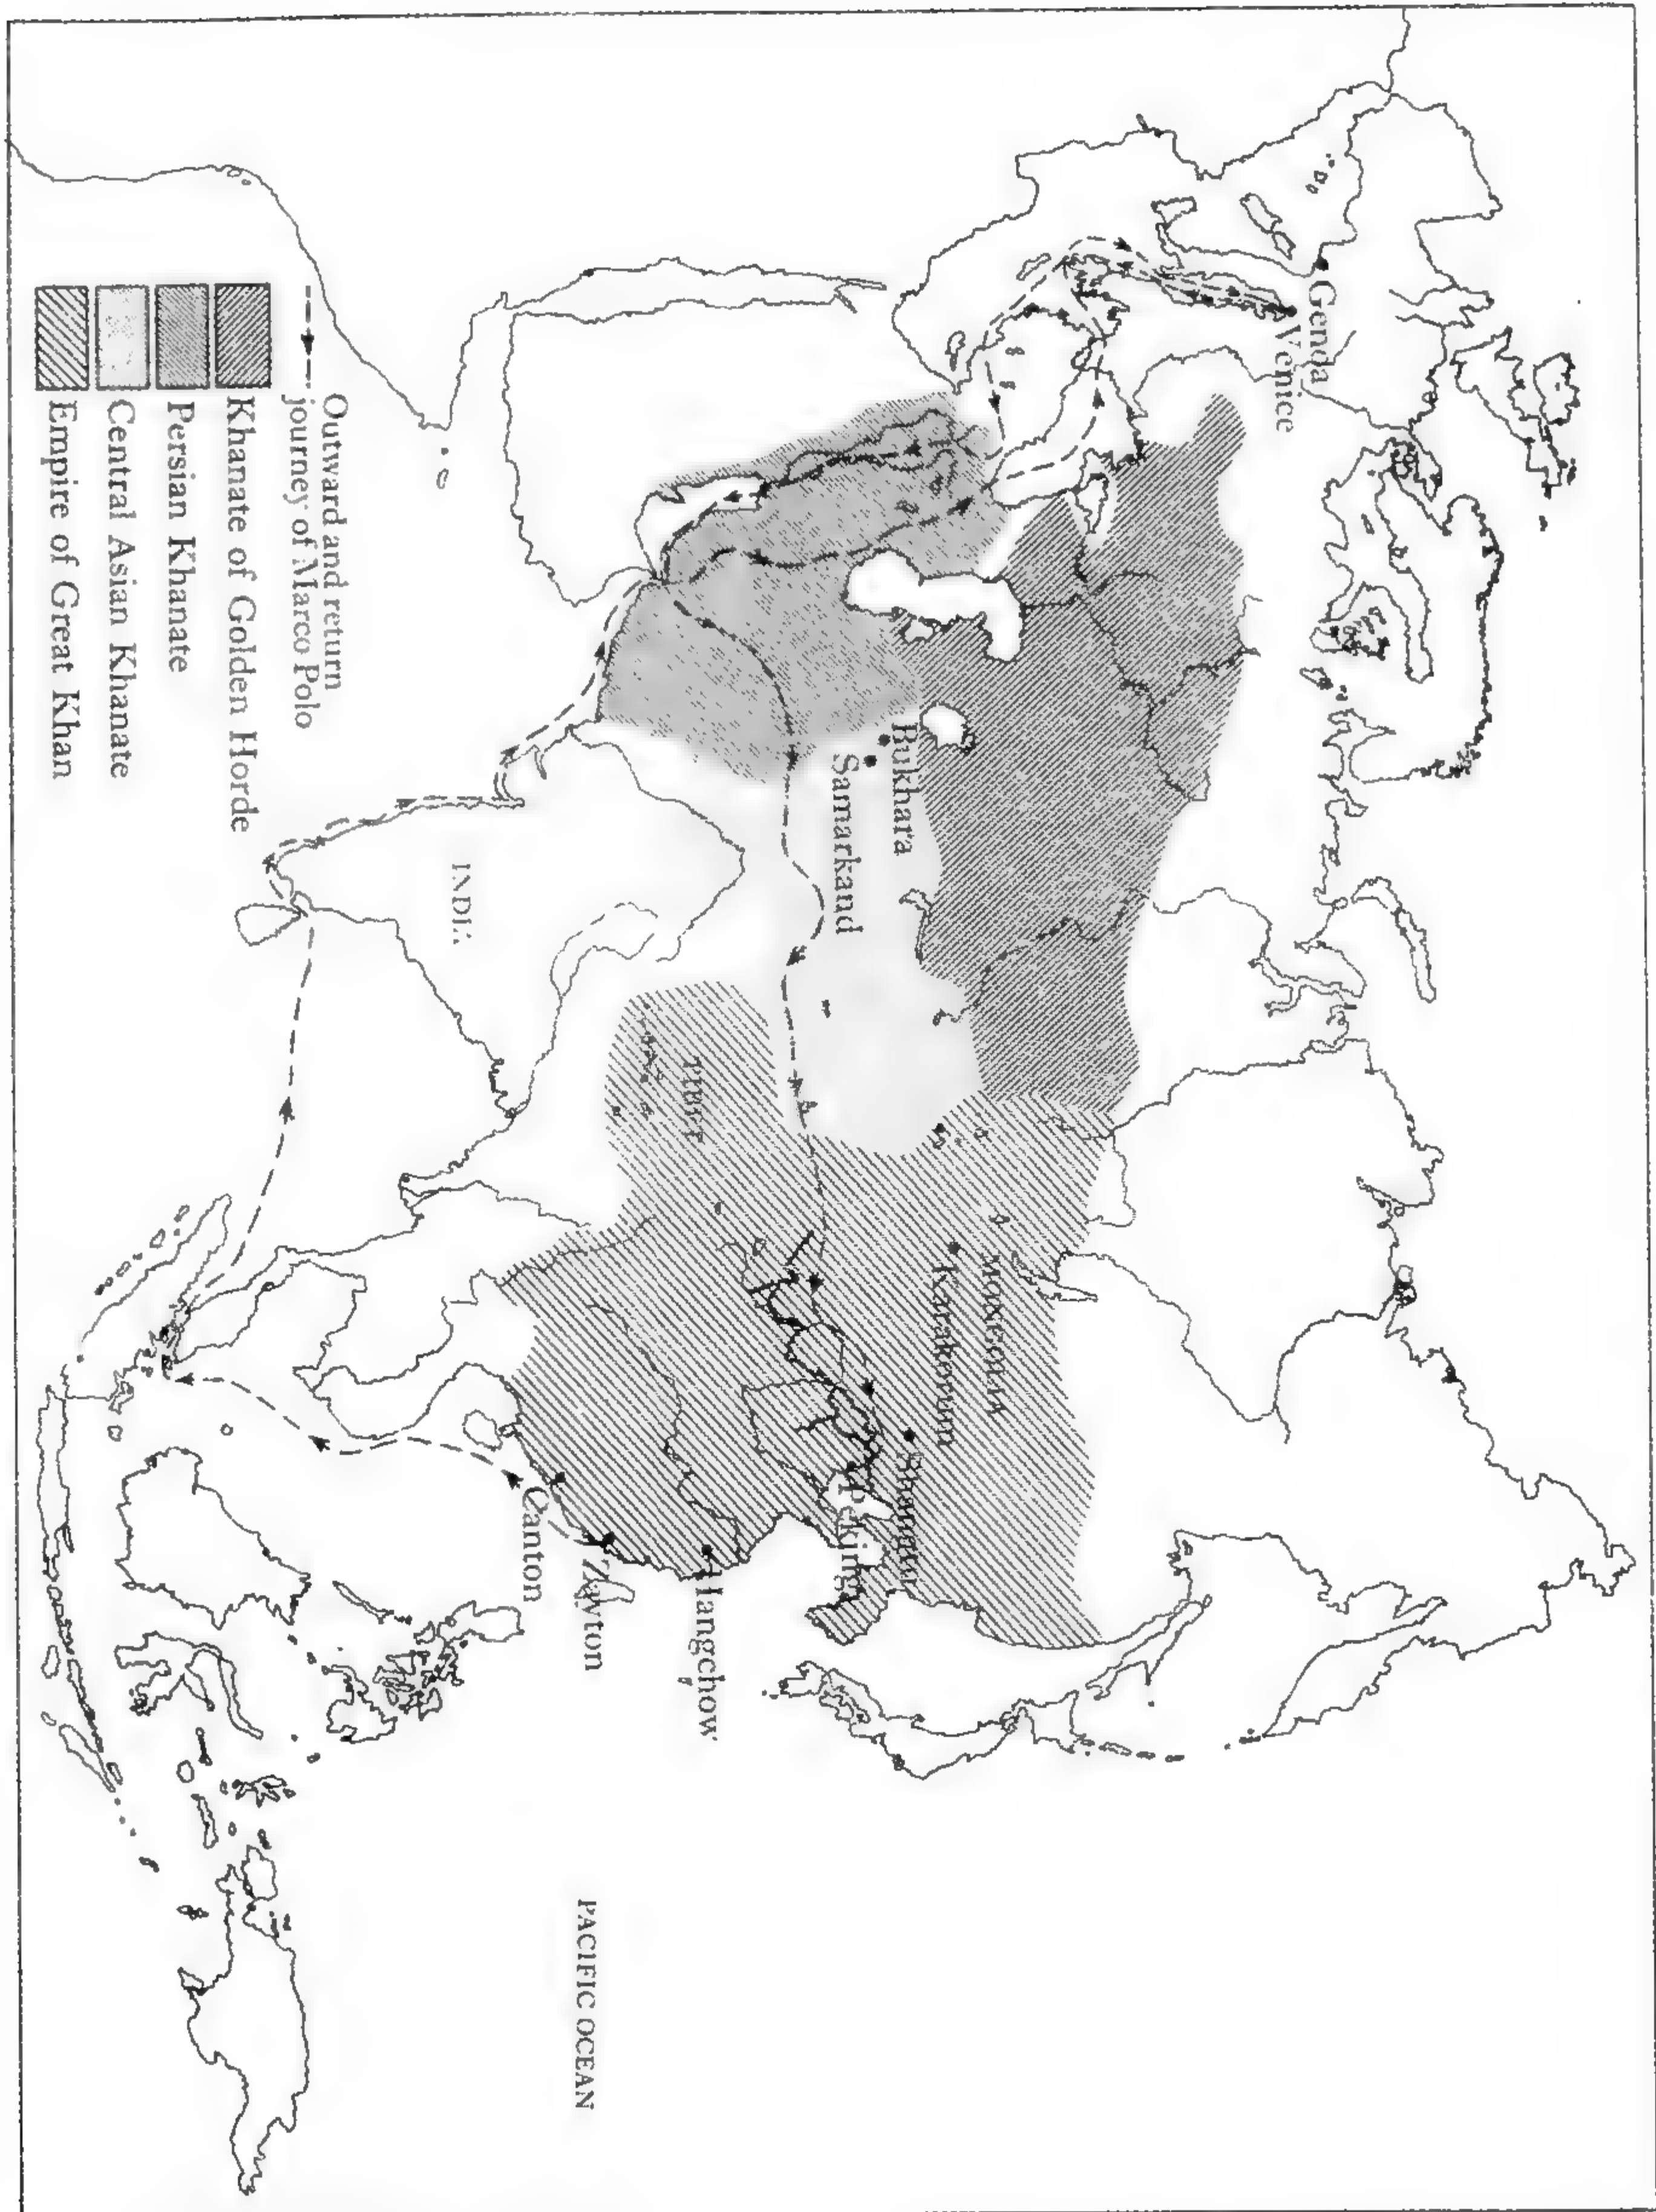 Genoa
Venice
Bukhara
Samarkand
INDIA
TIBET
MONGOLIA
Karakorum
Shangtu
Peking
Hangchow
Zayton
Canton
PACIFIC OCEAN
Outward and return
journey of Marco Polo
Khanate of Golden Horde
Persian Khanate
Central Asian Khanate
Empire of Great Khan